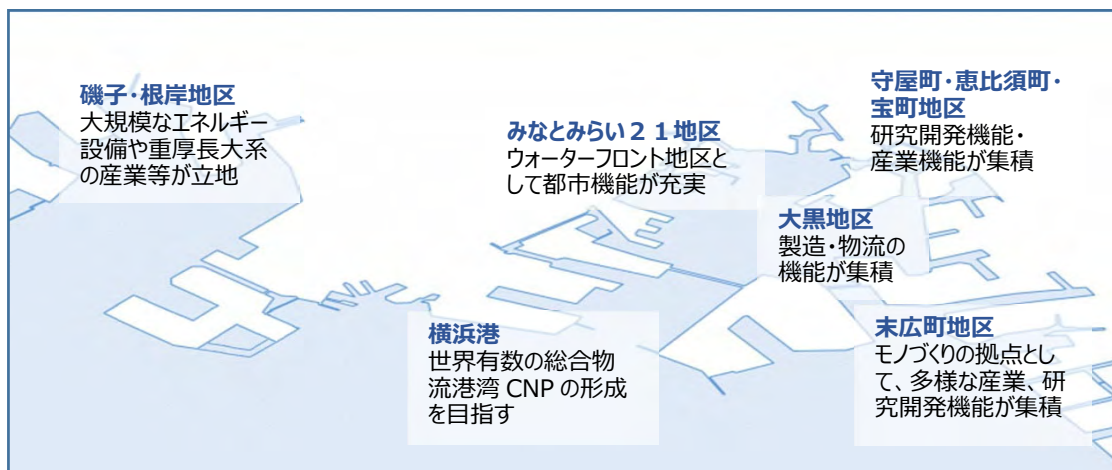 磯子・根岸地区
大規模なエネルギー
設備や重厚長大系
の産業等が立地
みなとみらい２１地区
ウォーターフロント地区と
して都市機能が充実
守屋町・恵比須町・
宝町地区
研究開発機能・
産業機能が集積
大黒地区
製造・物流の
機能が集積
横浜港
世界有数の総合物
流港湾 CNP の形成
を目指す
末広町地区
モノづくりの拠点とし
て、多様な産業、研
究開発機能が集積